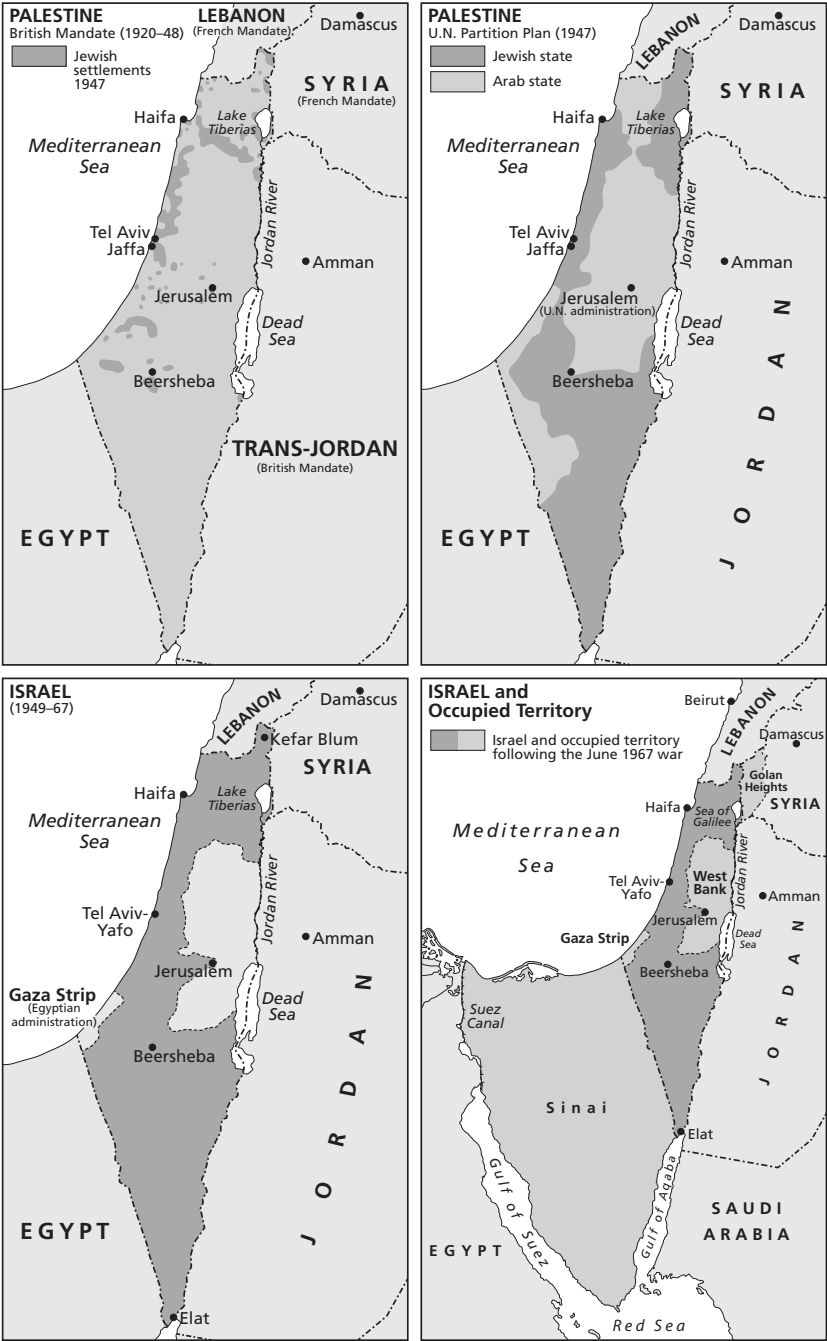 PALESTINE
British Mandate (1920–48)
Jewish
settlements
1947
LEBANON
(French Mandate)
Damascus
SYRIA
(French Mandate)
Haifa
Lake
Tiberias
Mediterranean
Sea
Tel Aviv
Jaffa
Jordan River
Amman
Jerusalem
Dead
Sea
Beersheba
TRANS-JORDAN
(British Mandate)
EGYPT
PALESTINE
U.N. Partition Plan (1947)
Jewish state
Arab state
LEBANON
Damascus
SYRIA
Haifa
Lake
Tiberias
Mediterranean
Sea
Tel Aviv
Jaffa
Jordan River
Amman
Jerusalem
(U.N. administration)
Dead
Sea
Beersheba
JORDAN
EGYPT
ISRAEL
(1949–67)
LEBANON
Damascus
Kefar Blum
SYRIA
Haifa
Lake
Tiberias
Mediterranean
Sea
Tel Aviv-
Yafo
Jordan River
Amman
Jerusalem
Gaza Strip
(Egyptian
administration)
Dead
Sea
Beersheba
JORDAN
EGYPT
Elat
ISRAEL and
Occupied Territory
Israel and occupied territory
following the June 1967 war
Beirut
LEBANON
Damascus
Golan
Heights
SYRIA
Haifa
Sea of
Galilee
Mediterranean
Sea
West
Bank
Jordan River
Tel Aviv-
Yafo
Amman
Jerusalem
Gaza Strip
Dead
Sea
Beersheba
JORDAN
Suez
Canal
Sinai
Elat
Gulf of Suez
Gulf of Aqaba
SAUDI
ARABIA
EGYPT
Red Sea